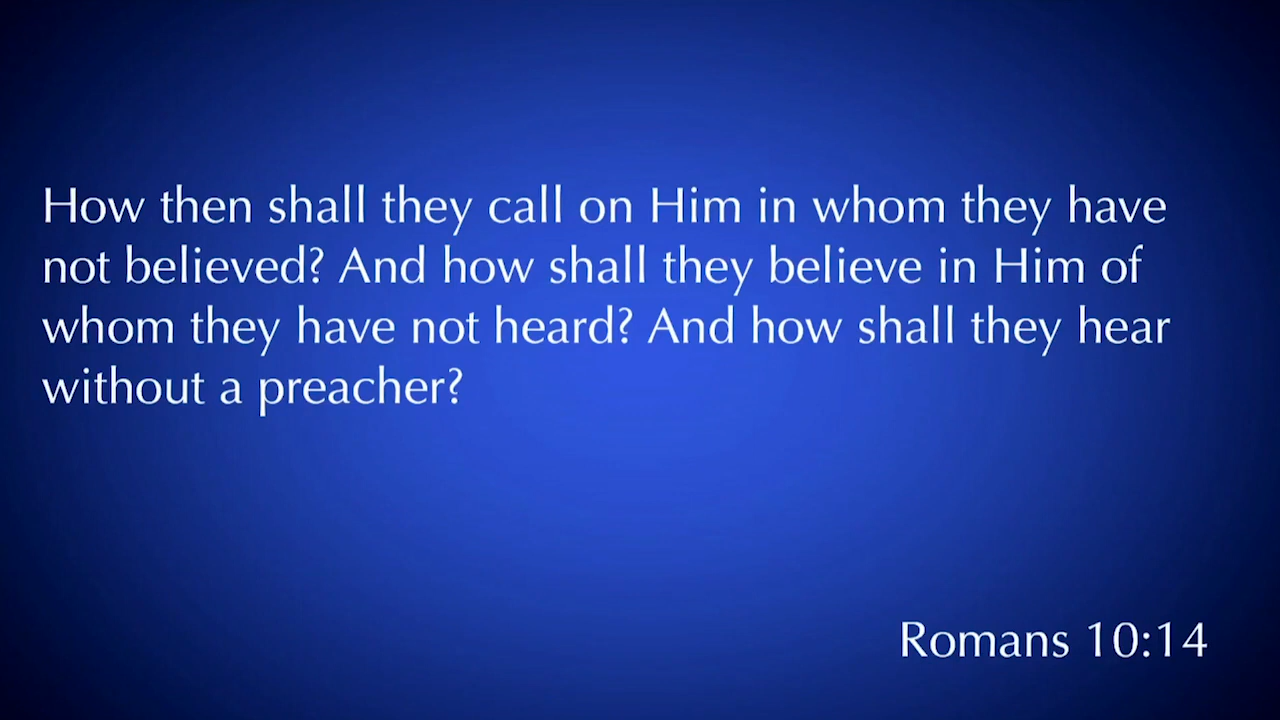 How then shall they call on Him in whom they have
not believed? And how shall they believe in Him of
whom they have not heard? And how shall they hear
without a preacher?
Romans 10:14